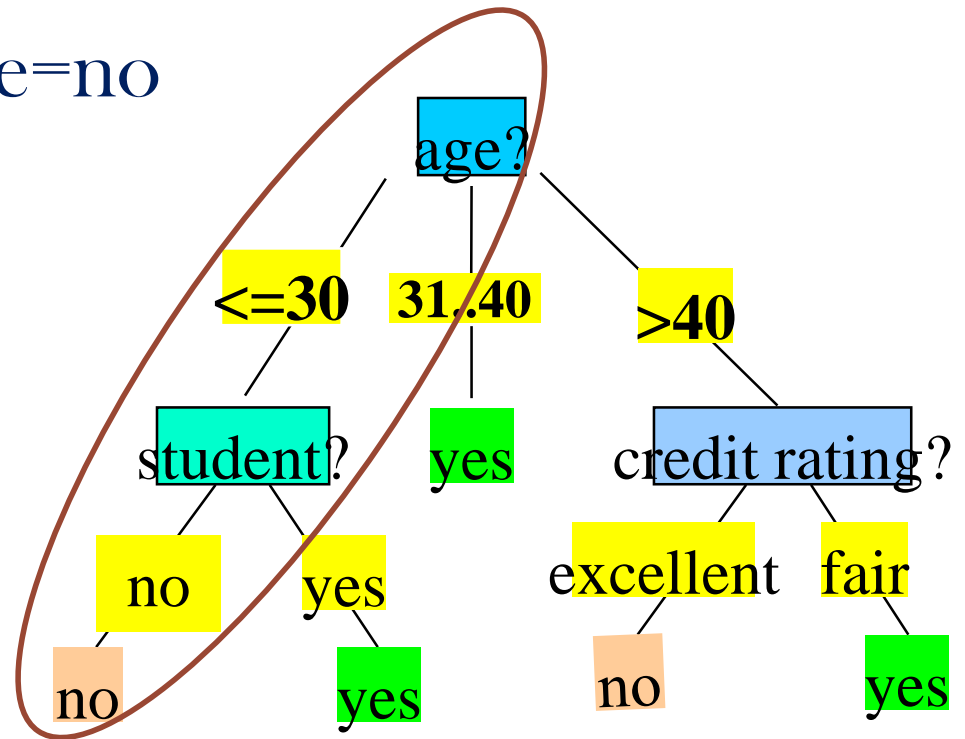 e=no
age?
<=30 31..40 >40
student? yes credit rating?
no yes excellent fair
no yes no yes